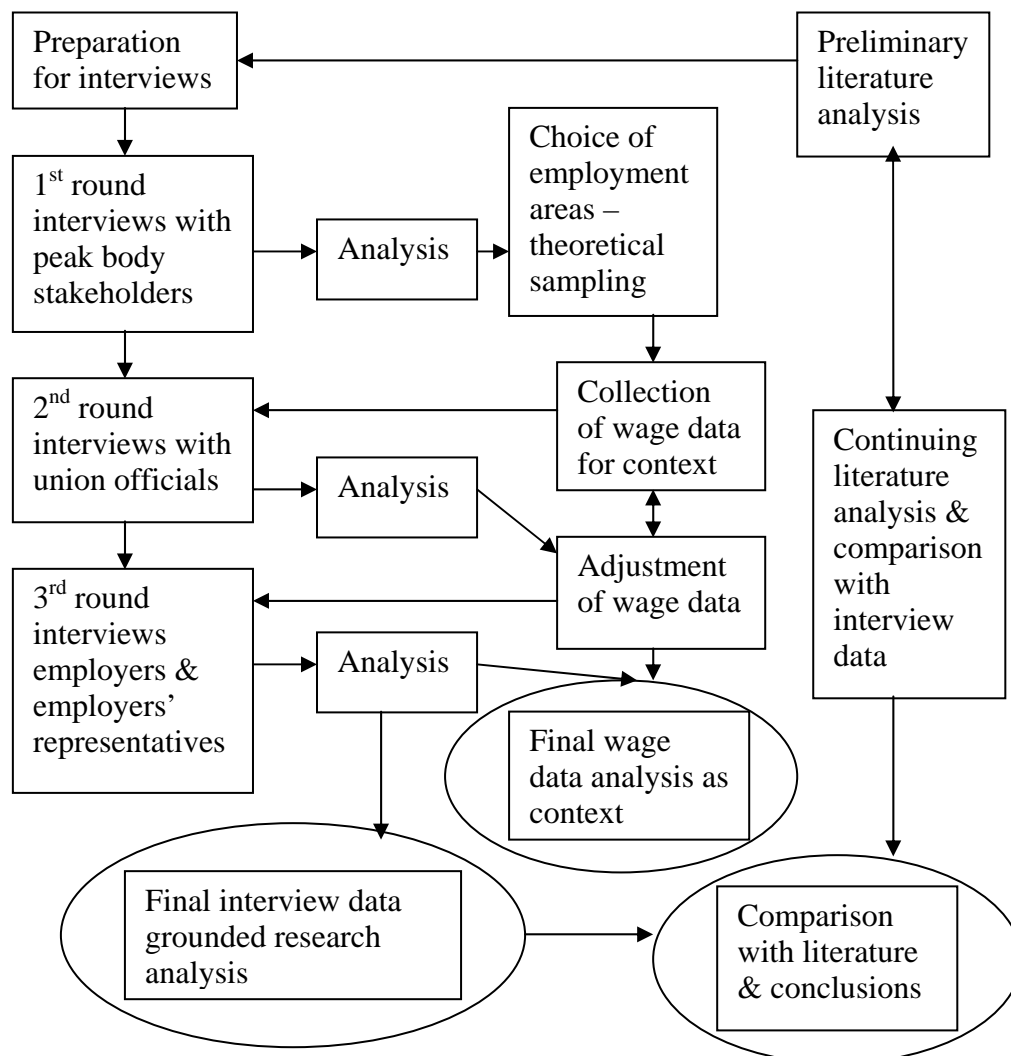 Preparation
for interviews
Preliminary
literature
analysis
Choice of
employment
areas –
theoretical
sampling
1st round
interviews with
peak body
stakeholders
Analysis
2nd round
interviews with
union officials
Collection
of wage data
for context
Continuing
literature
analysis &
comparison
with
interview
data
Analysis
Adjustment
of wage data
3rd round
interviews
employers &
employers’
representatives
Analysis
Final wage
data analysis as
context
Final interview data
grounded research
analysis
Comparison
with literature
& conclusions